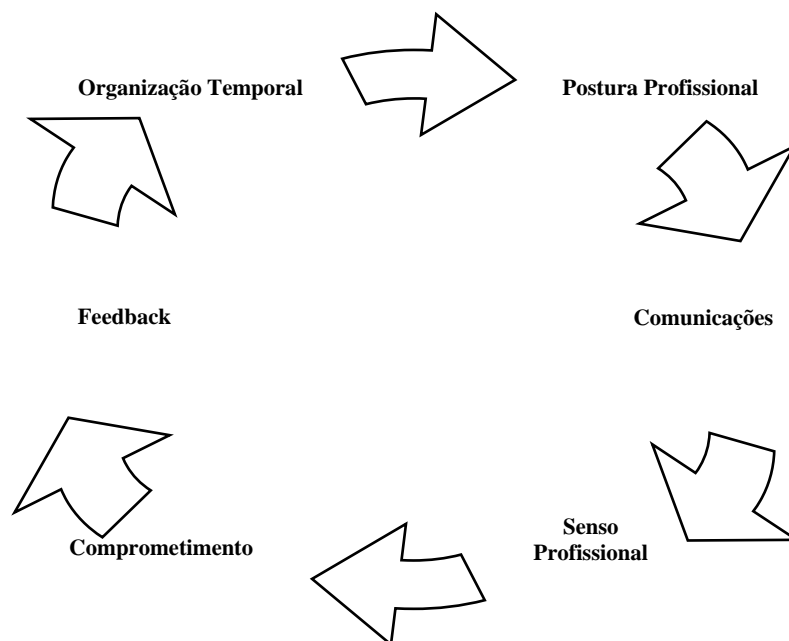 Organização Temporal
Postura Profissional
Feedback
Comunicações
Comprometimento
Senso
Profissional